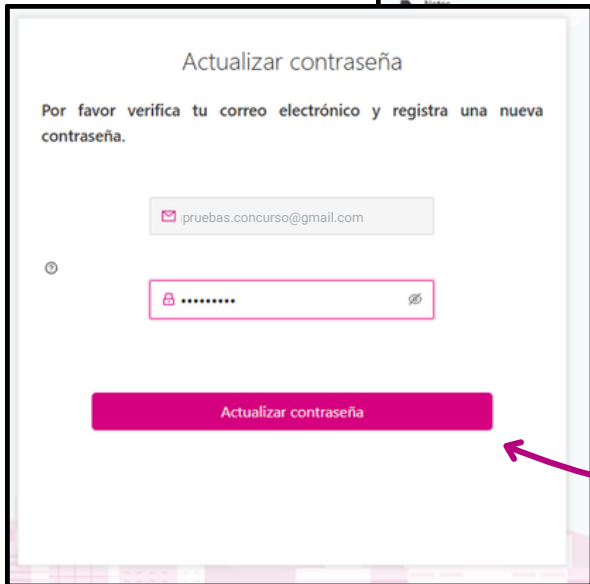 Actualizar contraseña
Por favor verifica tu correo electrónico y registra una nueva
contraseña.
pruebas.concurso@gmail.com
•••••••••
Actualizar contraseña